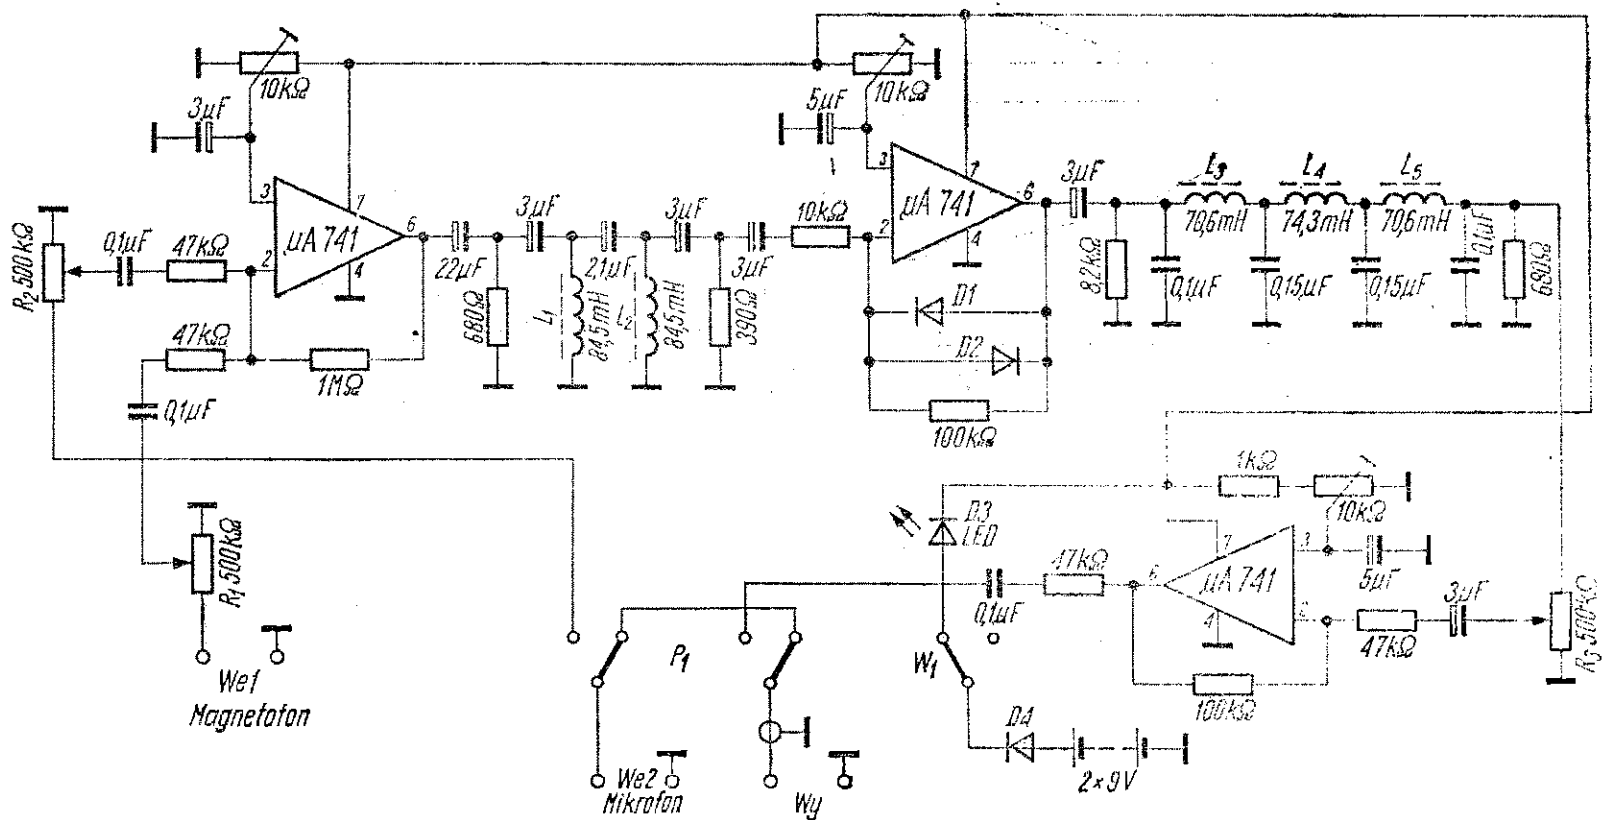 10kΩ
3µF
3
2
7
6
4
µA 741
R2 500kΩ
0,1µF
47kΩ
47kΩ
1MΩ
0,1µF
R1 500kΩ
We1
Magnetofon
22µF
680Ω
3µF
L1
84,5mH
2,1µF
L2
84,5mH
3µF
390Ω
3µF
10kΩ
5µF
10kΩ
3
2
7
6
4
µA 741
D1
D2
100kΩ
3µF
8,2kΩ
0,1µF
L3
78,6mH
0,15µF
L4
74,3mH
0,15µF
L5
70,6mH
0,1µF
680Ω
1kΩ
10kΩ
D3
LED
47kΩ
0,1µF
6
7
4
3
2
µA 741
5µF
3µF
47kΩ
R3 500kΩ
100kΩ
P1
W1
D4
2×9V
We2
Mikrofon
Wy